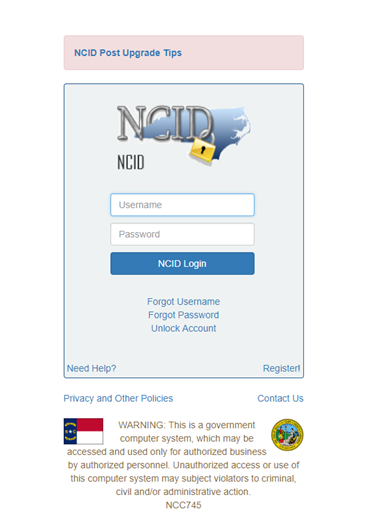 NCID Post Upgrade Tips
NCID
NCID
Username
Password
NCID Login
Forgot Username
Forgot Password
Unlock Account
Need Help? Register!
Privacy and Other Policies Contact Us
WARNING: This is a government
computer system, which may be
accessed and used only for authorized business
by authorized personnel. Unauthorized access or use of
this computer system may subject violators to criminal,
civil and/or administrative action.
NCC745